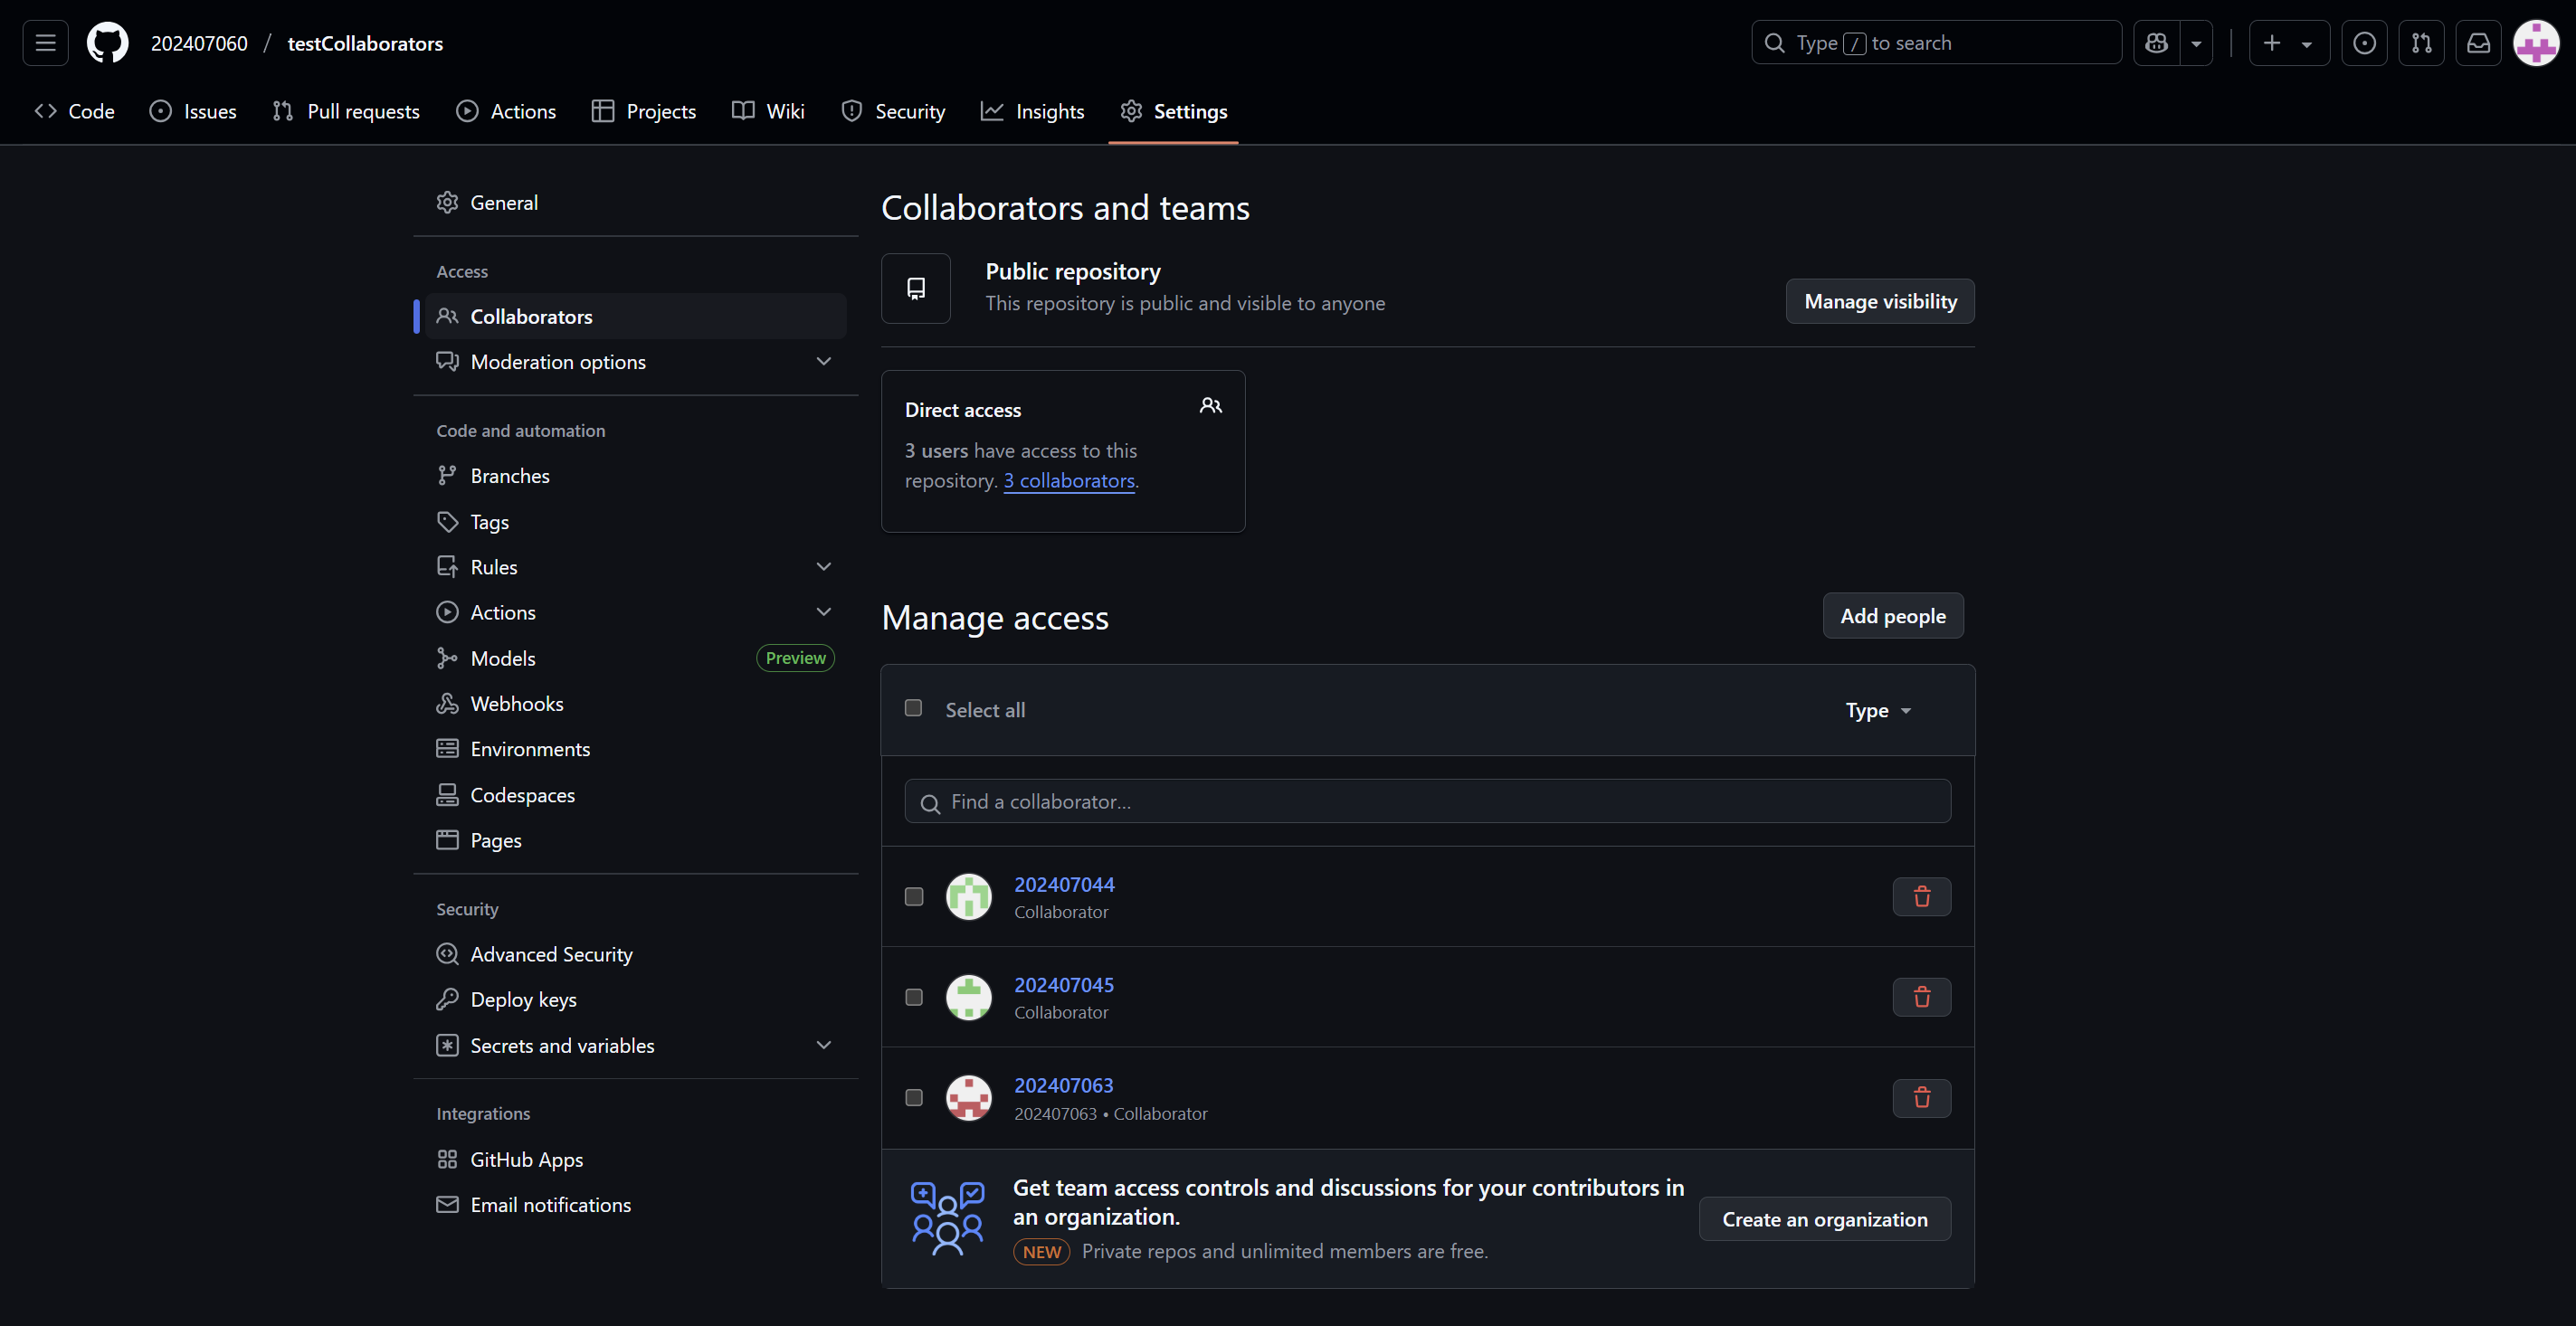 202407060 / testCollaborators
Type / to search
Code Issues Pull requests Actions Projects Wiki Security Insights Settings
General
Access
Collaborators
Moderation options
Code and automation
Branches
Tags
Rules
Actions
Models Preview
Webhooks
Environments
Codespaces
Pages
Security
Advanced Security
Deploy keys
Secrets and variables
Integrations
GitHub Apps
Email notifications
Collaborators and teams
Public repository
This repository is public and visible to anyone
Manage visibility
Direct access
3 users have access to this
repository. 3 collaborators.
Manage access
Add people
Select all
Type
Find a collaborator...
202407044
Collaborator
202407045
Collaborator
202407063
202407063 • Collaborator
Get team access controls and discussions for your contributors in
an organization.
NEW Private repos and unlimited members are free.
Create an organization